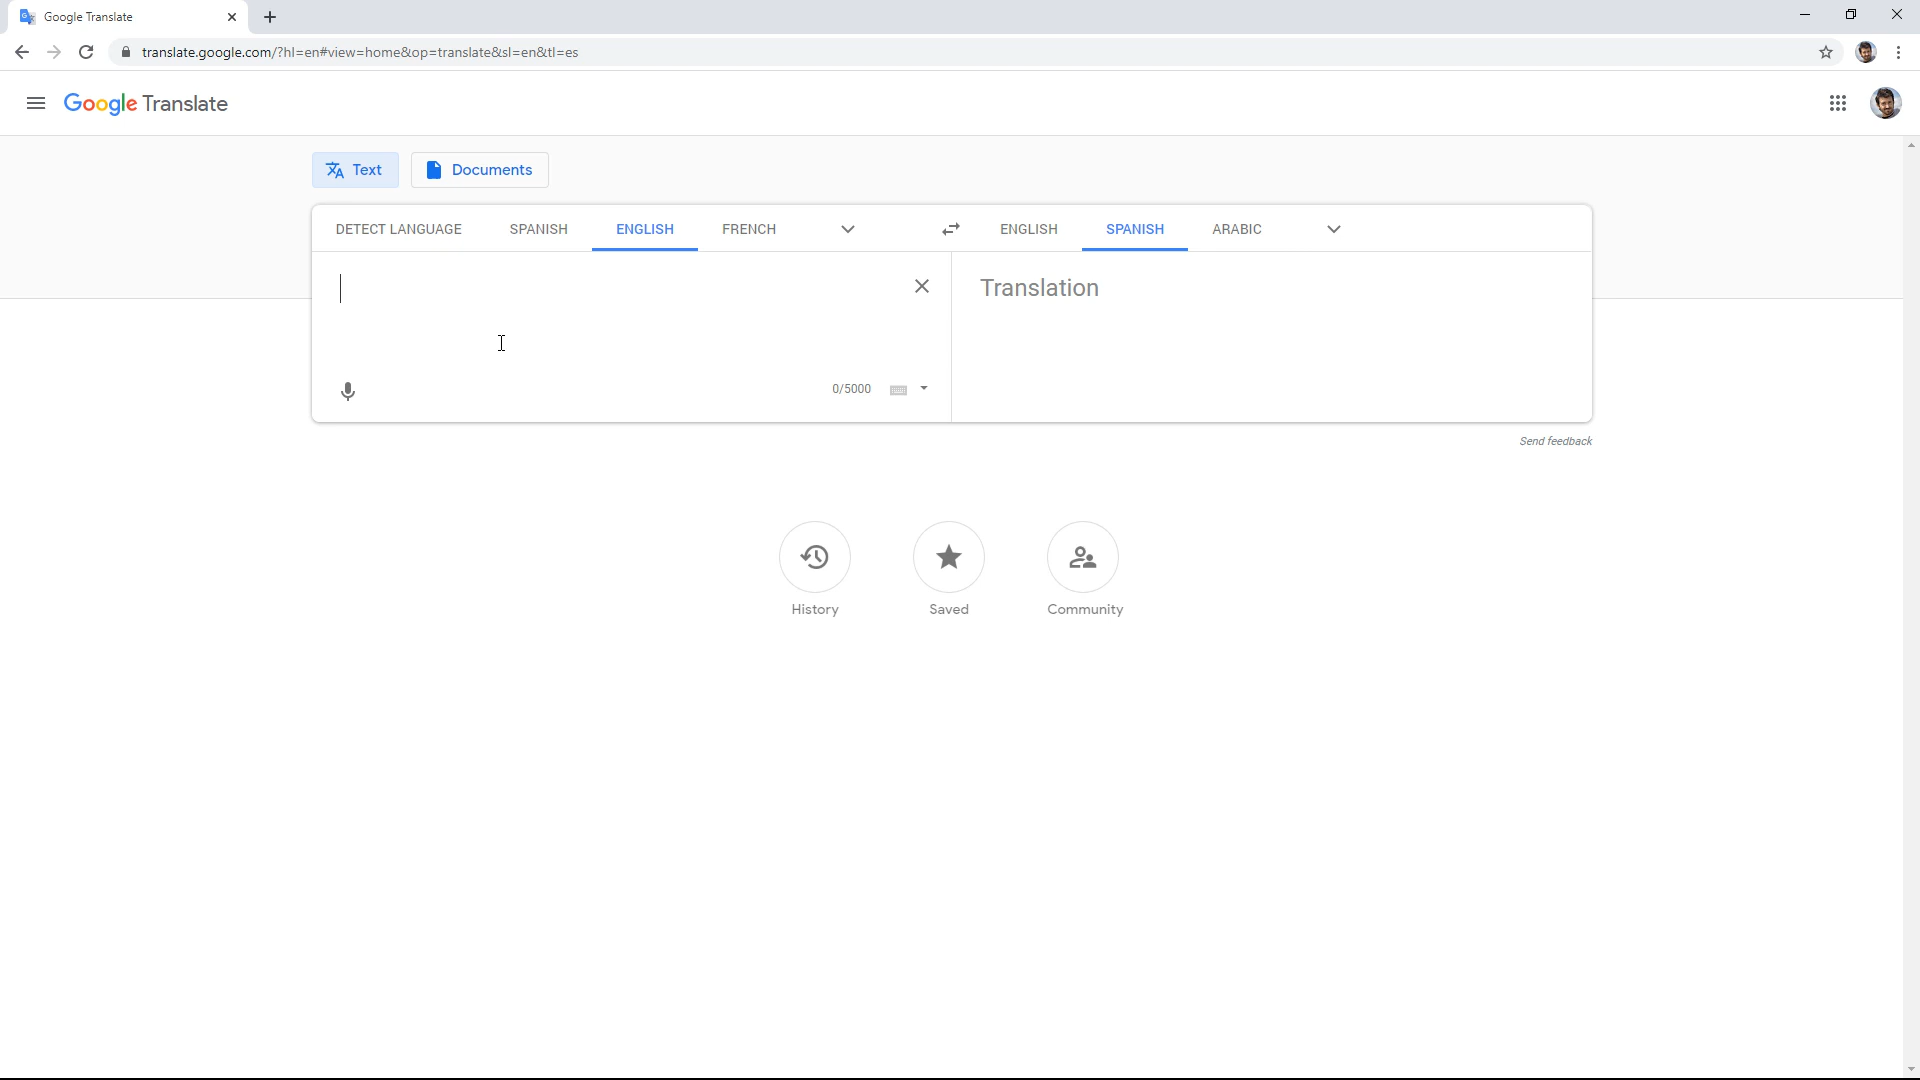 Google Translate
translate.google.com/?hl=en#view=home&op=translate&sl=en&tl=es
Google Translate
Text Documents
DETECT LANGUAGE SPANISH ENGLISH FRENCH ENGLISH SPANISH ARABIC
Translation
0/5000
Send feedback
History Saved Community